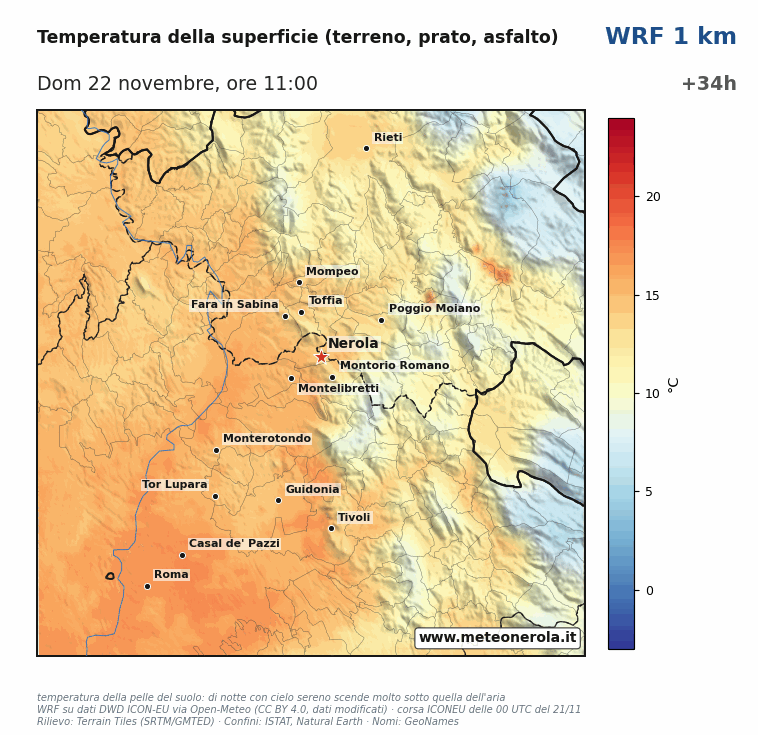 Temperatura della superficie (terreno, prato, asfalto)
WRF 1 km
Dom 22 novembre, ore 11:00
+34h
Rieti
Mompeo
Fara in Sabina
Toffia
Poggio Moiano
Nerola
Montorio Romano
Montelibretti
Monterotondo
Tor Lupara
Guidonia
Tivoli
Casal de' Pazzi
Roma
www.meteonerola.it
20
15
10
5
0
°C
temperatura della pelle del suolo: di notte con cielo sereno scende molto sotto quella dell'aria
WRF su dati DWD ICON-EU via Open-Meteo (CC BY 4.0, dati modificati) · corsa ICONEU delle 00 UTC del 21/11
Rilievo: Terrain Tiles (SRTM/GMTED) · Confini: ISTAT, Natural Earth · Nomi: GeoNames